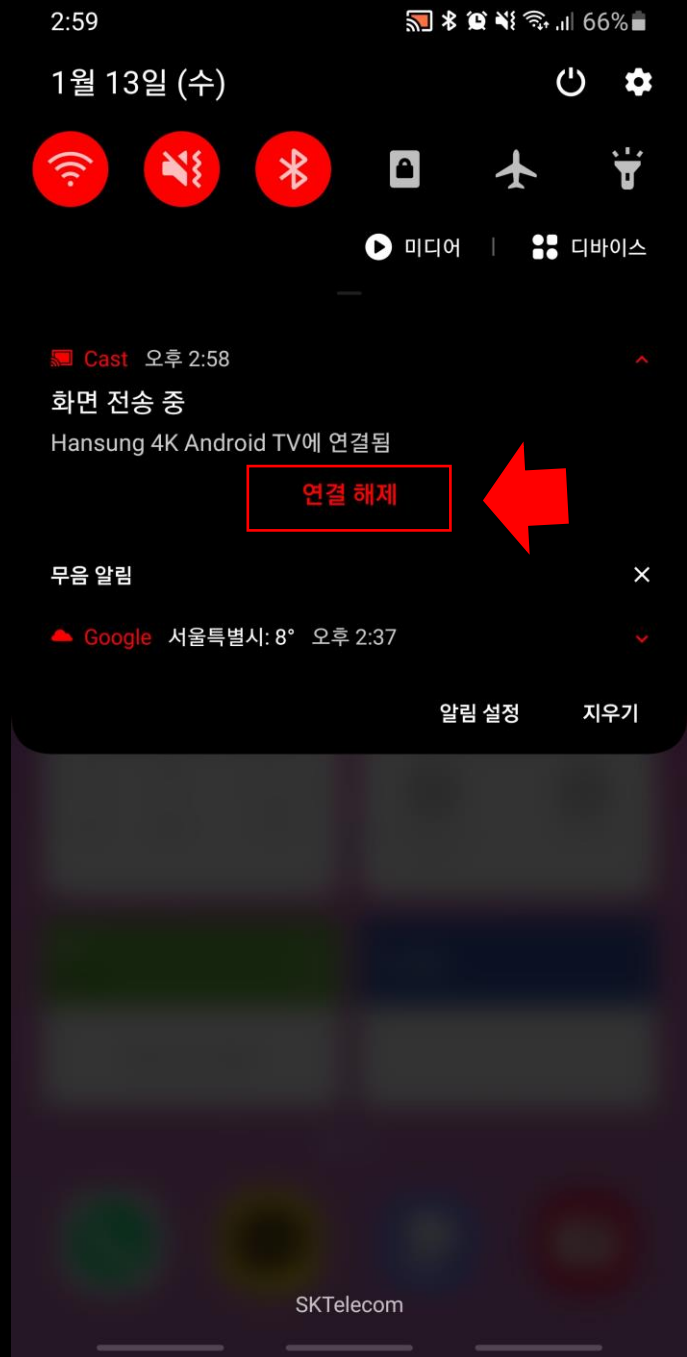 2:59 66%
1월 13일 (수)
미디어 | 디바이스
Cast 오후 2:58
화면 전송 중
Hansung 4K Android TV에 연결됨
연결 해제
무음 알림
Google 서울특별시: 8° 오후 2:37
알림 설정 지우기
SKTelecom